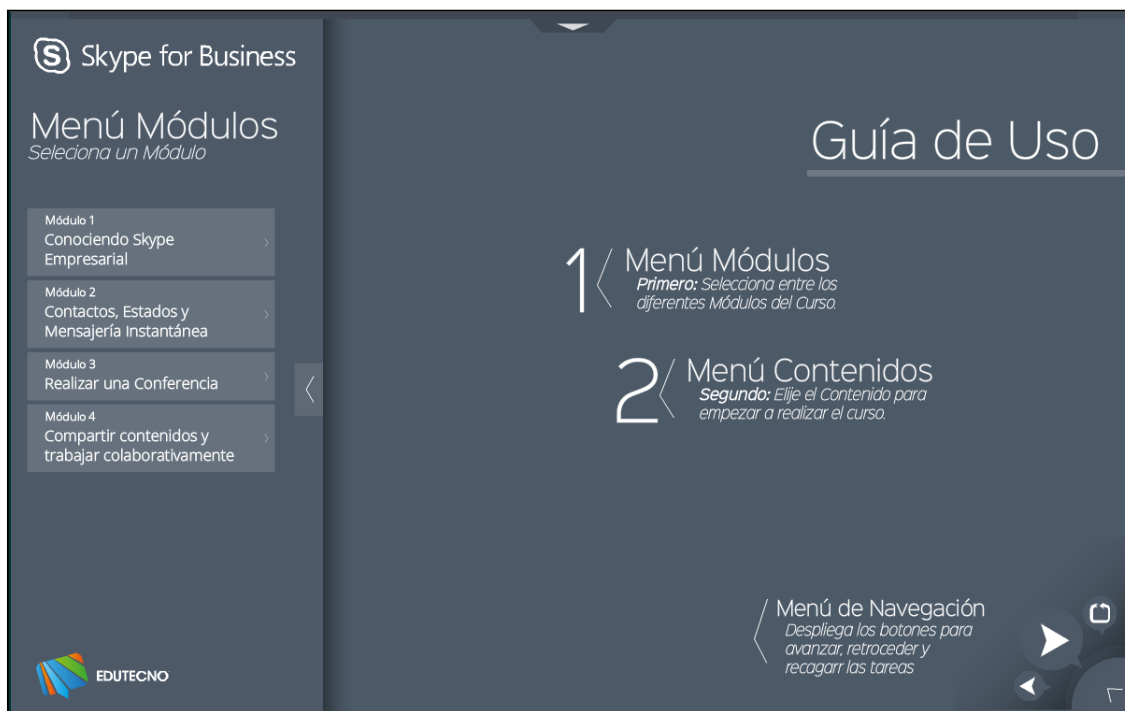 Skype for Business
Menú Módulos
Seleciona un Módulo
Módulo 1
Conociendo Skype
Empresarial
Módulo 2
Contactos, Estados y
Mensajería Instantánea
Módulo 3
Realizar una Conferencia
Módulo 4
Compartir contenidos y
trabajar colaborativamente
EDUTECNO
Guía de Uso
1
Menú Módulos
Primero: Selecciona entre los
diferentes Módulos del Curso.
2
Menú Contenidos
Segundo: Elije el Contenido para
empezar a realizar el curso.
Menú de Navegación
Despliega los botones para
avanzar, retroceder y
recagarr las tareas